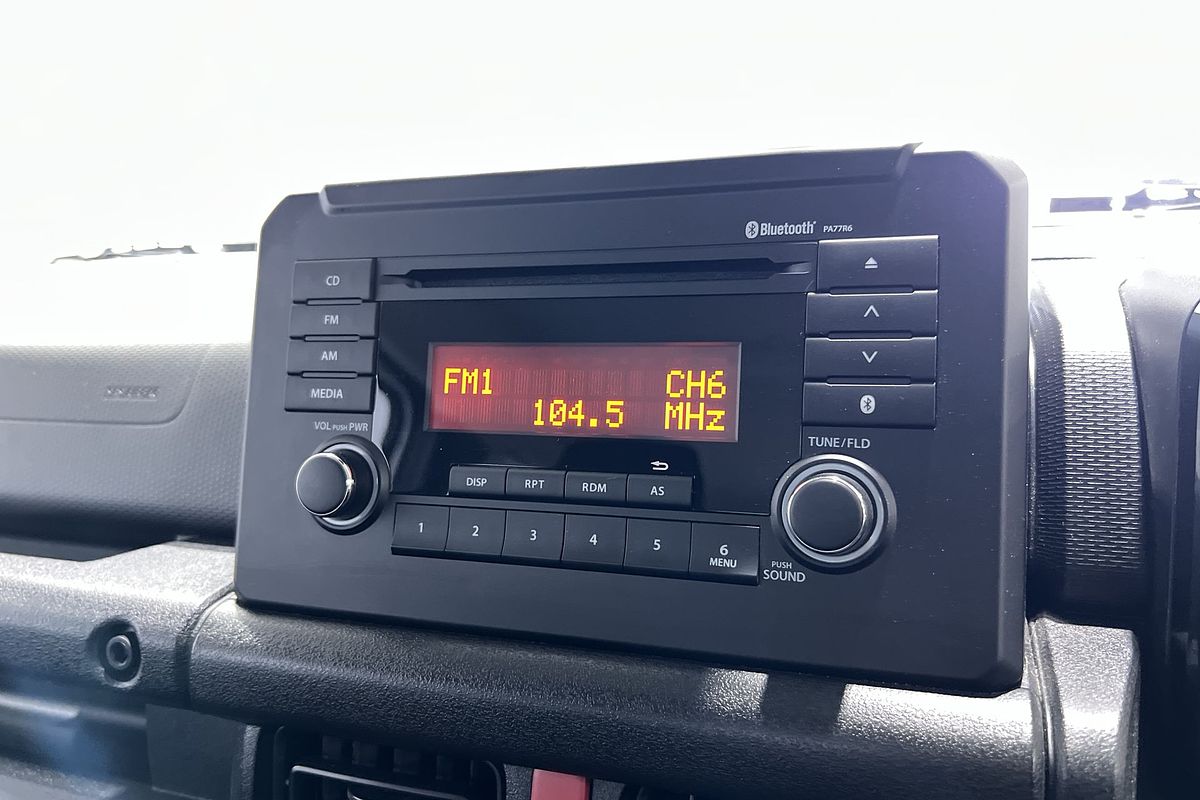 Bluetooth PA77R6
CD
FM
AM
MEDIA
VOL PUSH PWR
FM1 CH6
104.5 MHz
TUNE/FLD
DISP RPT RDM AS
1 2 3 4 5 6
MENU
PUSH
SOUND